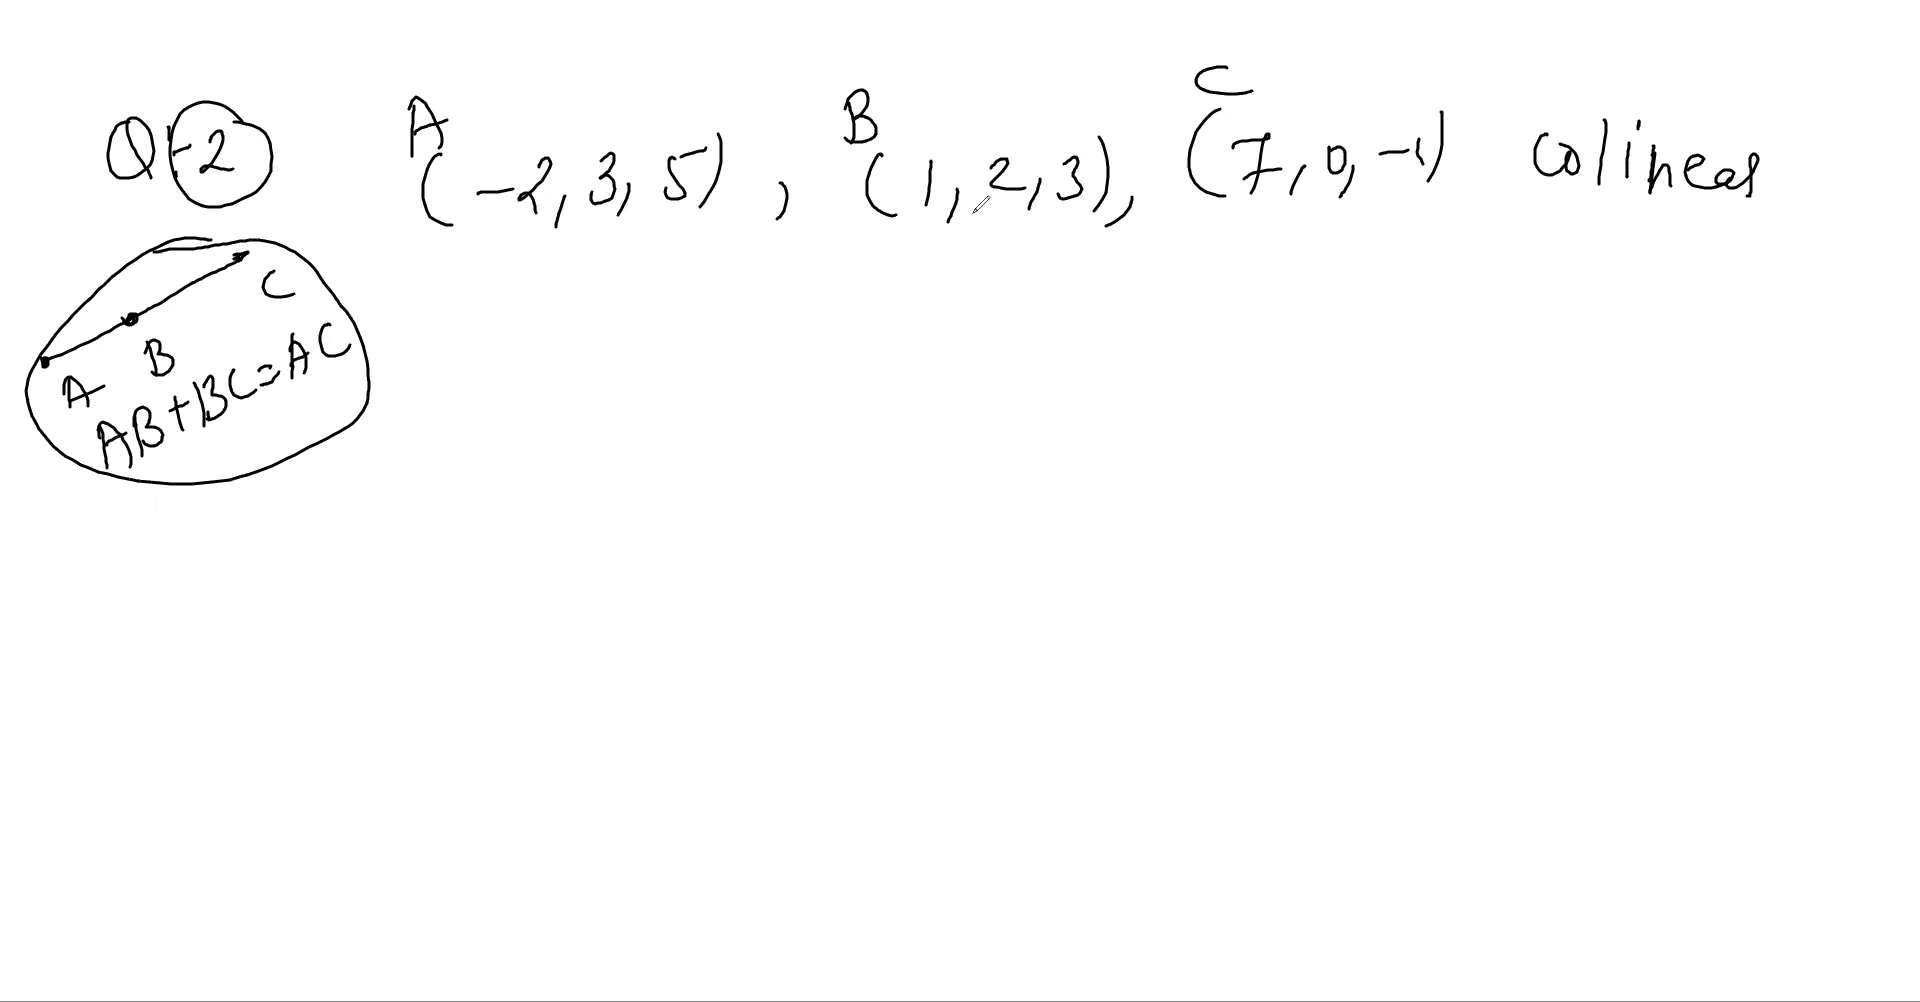 Q-2 A(-2, 3, 5), B(1, 2, 3), C(7, 0, -1) Colinear
A B C
AB+BC=AC